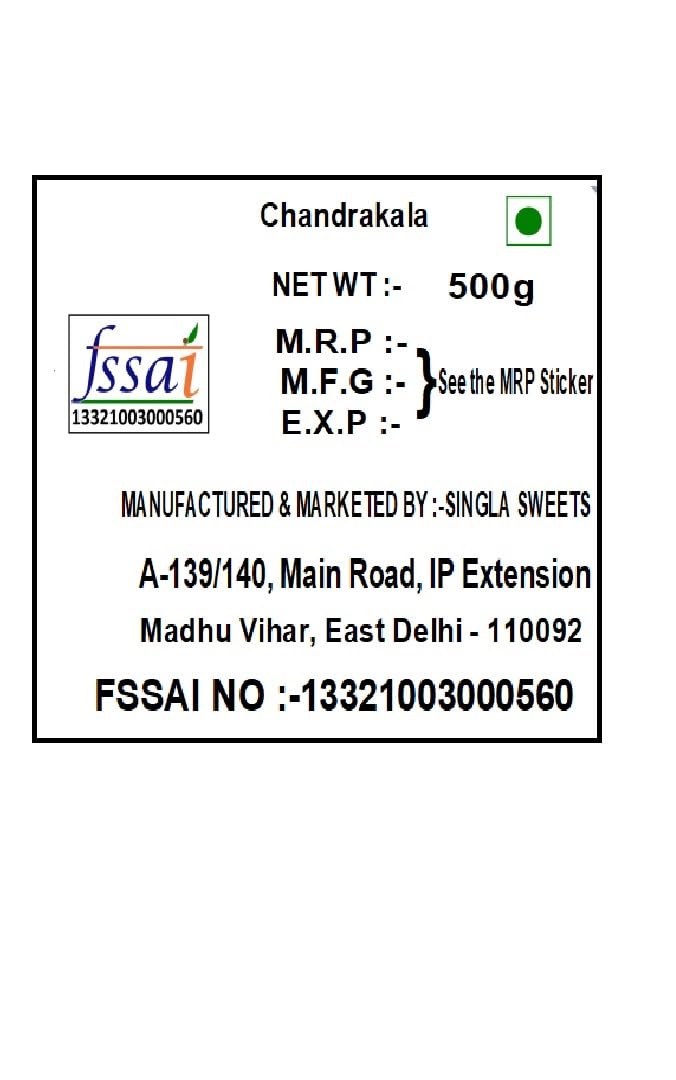 Chandrakala
NET WT :- 500g
fssai
13321003000560
M.R.P :-
M.F.G :-
E.X.P :-
} See the MRP Sticker
MANUFACTURED & MARKETED BY :-SINGLA SWEETS
A-139/140, Main Road, IP Extension
Madhu Vihar, East Delhi - 110092
FSSAI NO :-13321003000560